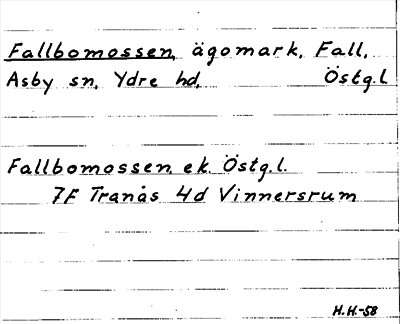 Fallbomossen, ägomark, Fall,
Asby sn, Ydre hd, Östg.l.
Fallbomossen, ek. Östg.l.
7F Tranås 4d Vinnersrum
H.H.-58